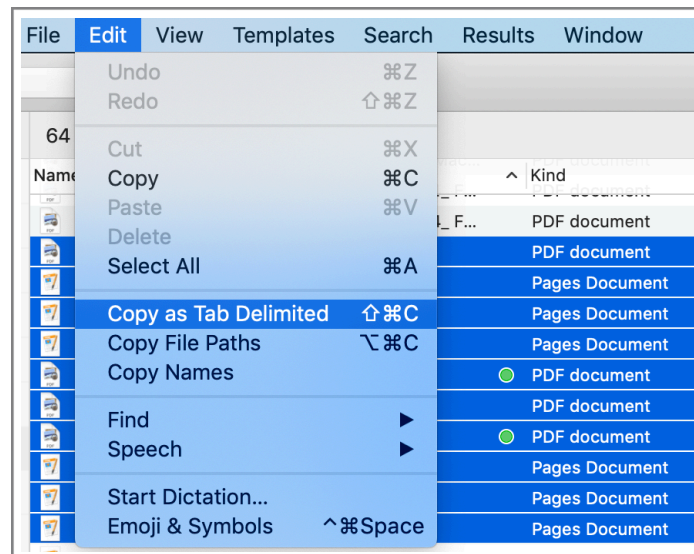 File Edit View Templates Search Results Window
Undo ⌘Z
Redo ⇧⌘Z
64
Cut ⌘X
Name ^ Kind
Copy ⌘C
Paste ⌘V
_ F... PDF document
Delete
Select All ⌘A
PDF document
Pages Document
Copy as Tab Delimited ⇧⌘C Pages Document
Copy File Paths ⌥⌘C Pages Document
Copy Names PDF document
PDF document
Find ▶
PDF document
Speech ▶
Pages Document
Start Dictation... Pages Document
Emoji & Symbols ^⌘Space Pages Document